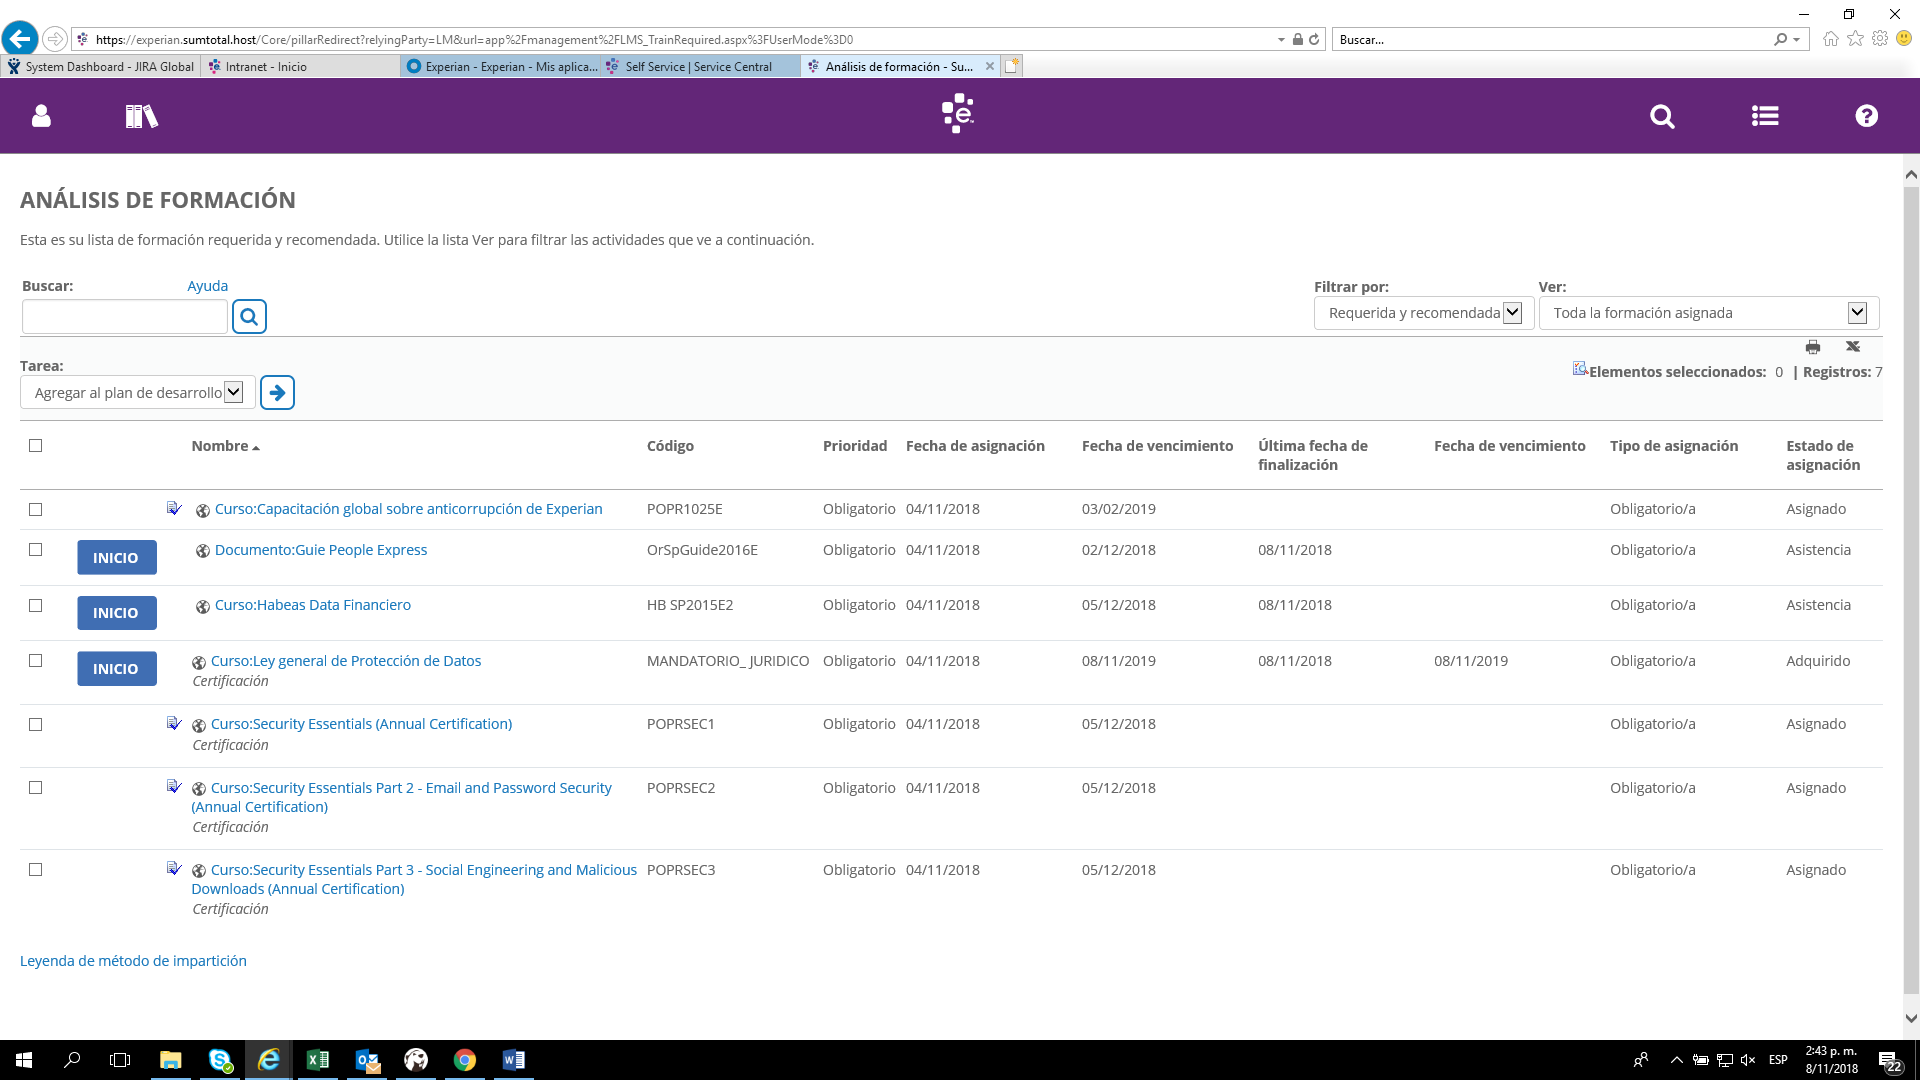 https://experian.sumtotal.host/Core/pillarRedirect?relyingParty=LM&url=app%2Fmanagement%2FLMS_TrainRequired.aspx%3FUserMode%3D0
Buscar...
System Dashboard - JIRA Global
Intranet - Inicio
Experian - Experian - Mis aplica...
Self Service | Service Central
Análisis de formación - Su...
ANÁLISIS DE FORMACIÓN
Esta es su lista de formación requerida y recomendada. Utilice la lista Ver para filtrar las actividades que ve a continuación.
Buscar: Ayuda
Filtrar por: Ver:
Requerida y recomendada Toda la formación asignada
Tarea:
Elementos seleccionados: 0 | Registros: 7
Agregar al plan de desarrollo
Nombre Código Prioridad Fecha de asignación Fecha de vencimiento Última fecha de finalización Fecha de vencimiento Tipo de asignación Estado de asignación
Curso:Capacitación global sobre anticorrupción de Experian POPR1025E Obligatorio 04/11/2018 03/02/2019 Obligatorio/a Asignado
INICIO Documento:Guie People Express OrSpGuide2016E Obligatorio 04/11/2018 02/12/2018 08/11/2018 Obligatorio/a Asistencia
INICIO Curso:Habeas Data Financiero HB SP2015E2 Obligatorio 04/11/2018 05/12/2018 08/11/2018 Obligatorio/a Asistencia
INICIO Curso:Ley general de Protección de Datos MANDATORIO_ JURIDICO Obligatorio 04/11/2018 08/11/2019 08/11/2018 08/11/2019 Obligatorio/a Adquirido
Certificación
Curso:Security Essentials (Annual Certification) POPRSEC1 Obligatorio 04/11/2018 05/12/2018 Obligatorio/a Asignado
Certificación
Curso:Security Essentials Part 2 - Email and Password Security POPRSEC2 Obligatorio 04/11/2018 05/12/2018 Obligatorio/a Asignado
(Annual Certification)
Certificación
Curso:Security Essentials Part 3 - Social Engineering and Malicious POPRSEC3 Obligatorio 04/11/2018 05/12/2018 Obligatorio/a Asignado
Downloads (Annual Certification)
Certificación
Leyenda de método de impartición
ESP
2:43 p. m.
8/11/2018
22